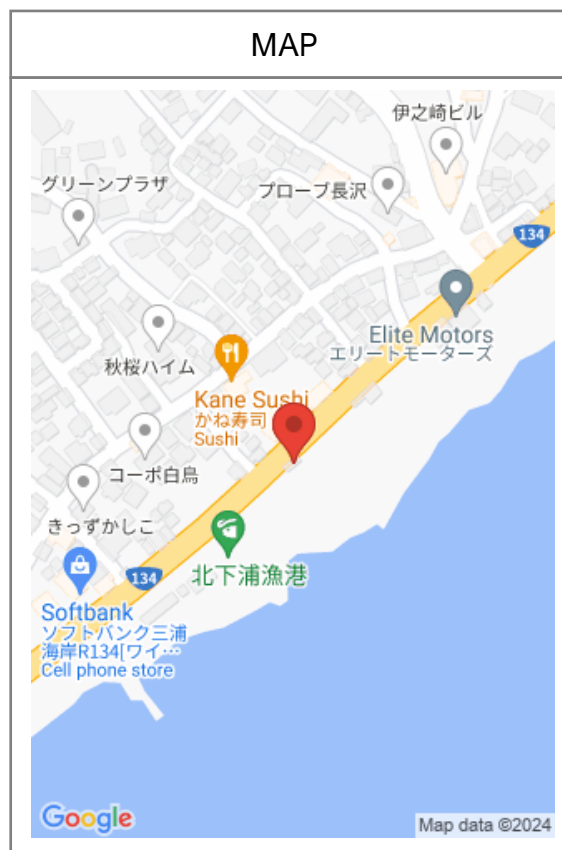 MAP
伊之崎ビル
グリーンプラザ
プローブ長沢
134
Elite Motors
エリートモーターズ
秋桜ハイム
Kane Sushi
かね寿司
Sushi
コーポ白鳥
きっずかしこ
北下浦漁港
134
Softbank
ソフトバンク三浦
海岸R134[ワイ…
Cell phone store
Google
Map data ©2024